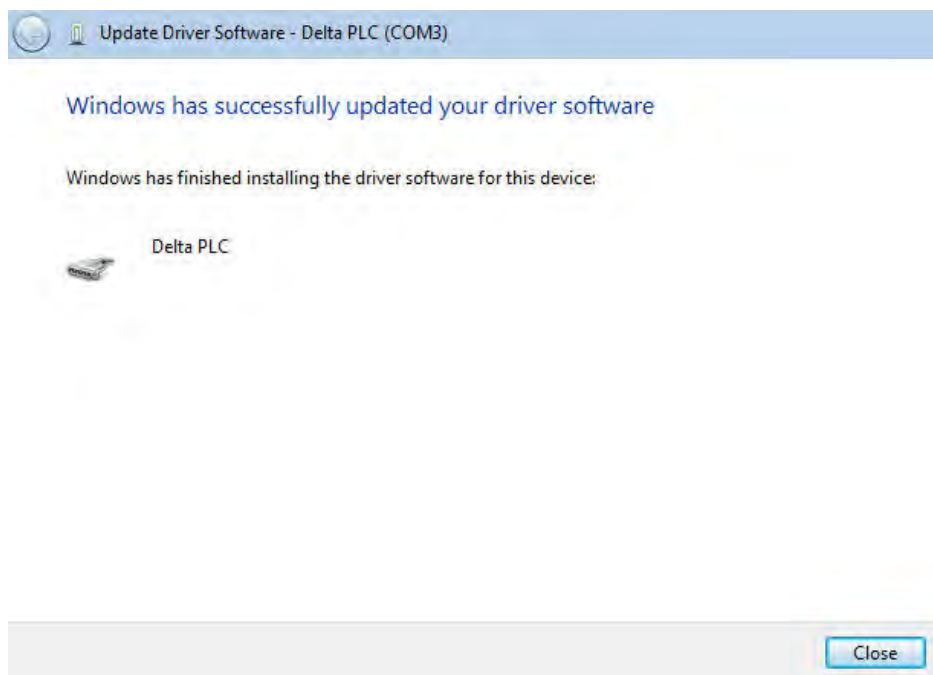 Update Driver Software - Delta PLC (COM3)
Windows has successfully updated your driver software
Windows has finished installing the driver software for this device:
Delta PLC
Close